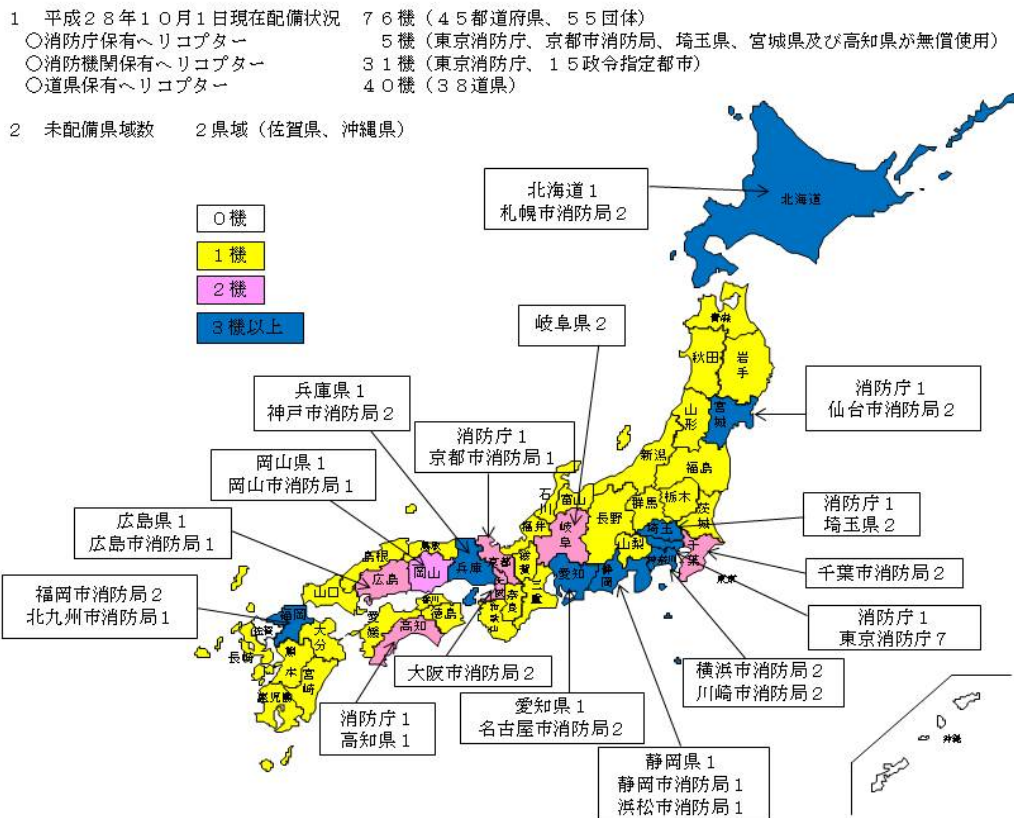 1 平成28年10月1日現在配備状況 76機（45都道府県、55団体）
○消防庁保有ヘリコプター 5機（東京消防庁、京都市消防局、埼玉県、宮城県及び高知県が無償使用）
○消防機関保有ヘリコプター 31機（東京消防庁、15政令指定都市）
○道県保有ヘリコプター 40機（38道県）
2 未配備県域数 2県域（佐賀県、沖縄県）
0機
1機
2機
3機以上
北海道1
札幌市消防局2
北海道
岐阜県2
青森
秋田
岩手
兵庫県1
神戸市消防局2
消防庁1
仙台市消防局2
宮城
山形
消防庁1
京都市消防局1
新潟
福島
岡山県1
岡山市消防局1
石川
富山
群馬
栃木
茨城
消防庁1
埼玉県2
広島県1
広島市消防局1
福井
岐阜
長野
埼玉
山梨
島根
鳥取
兵庫
京都
滋賀
愛知
静岡
神奈川
千葉
東京
千葉市消防局2
福岡市消防局2
北九州市消防局1
山口
広島
岡山
大阪
奈良
三重
和歌山
香川
徳島
愛媛
高知
福岡
佐賀
大分
長崎
熊本
宮崎
鹿児島
消防庁1
東京消防庁7
大阪市消防局2
横浜市消防局2
川崎市消防局2
消防庁1
高知県1
愛知県1
名古屋市消防局2
沖縄
静岡県1
静岡市消防局1
浜松市消防局1